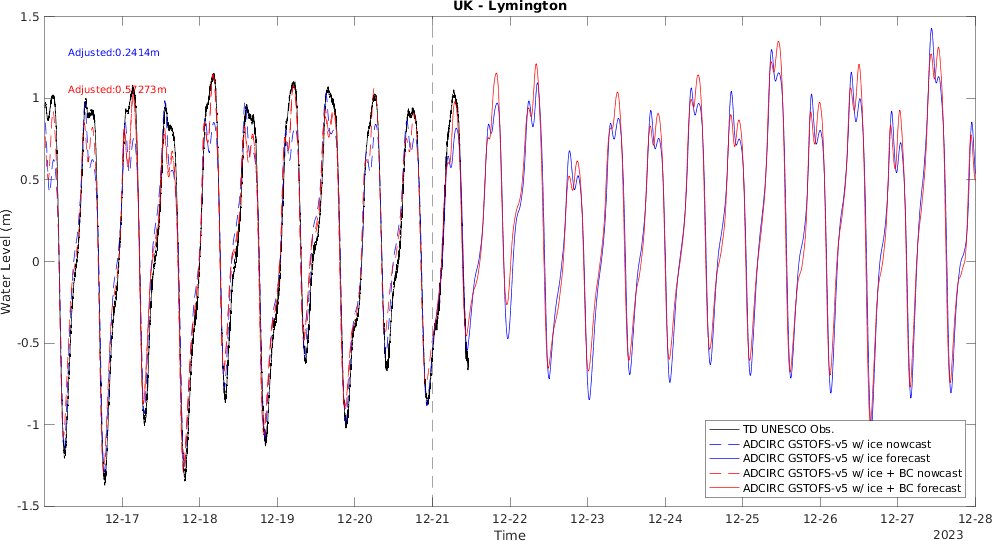 UK - Lymington
Adjusted:0.2414m
Adjusted:0.57273m
Water Level (m)
1.5
1
0.5
0
-0.5
-1
-1.5
12-17 12-18 12-19 12-20 12-21 12-22 12-23 12-24 12-25 12-26 12-27 12-28
Time
2023
TD UNESCO Obs.
ADCIRC GSTOFS-v5 w/ ice nowcast
ADCIRC GSTOFS-v5 w/ ice forecast
ADCIRC GSTOFS-v5 w/ ice + BC nowcast
ADCIRC GSTOFS-v5 w/ ice + BC forecast